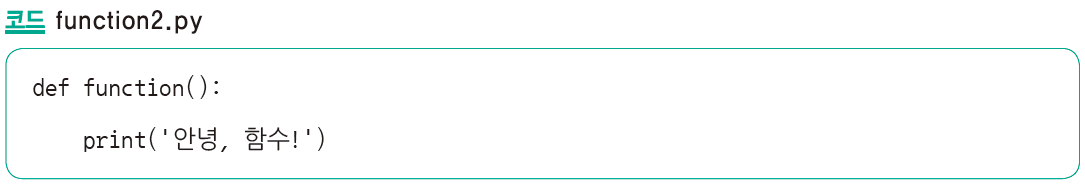 코드 function2.py
def function():
    print('안녕, 함수!')